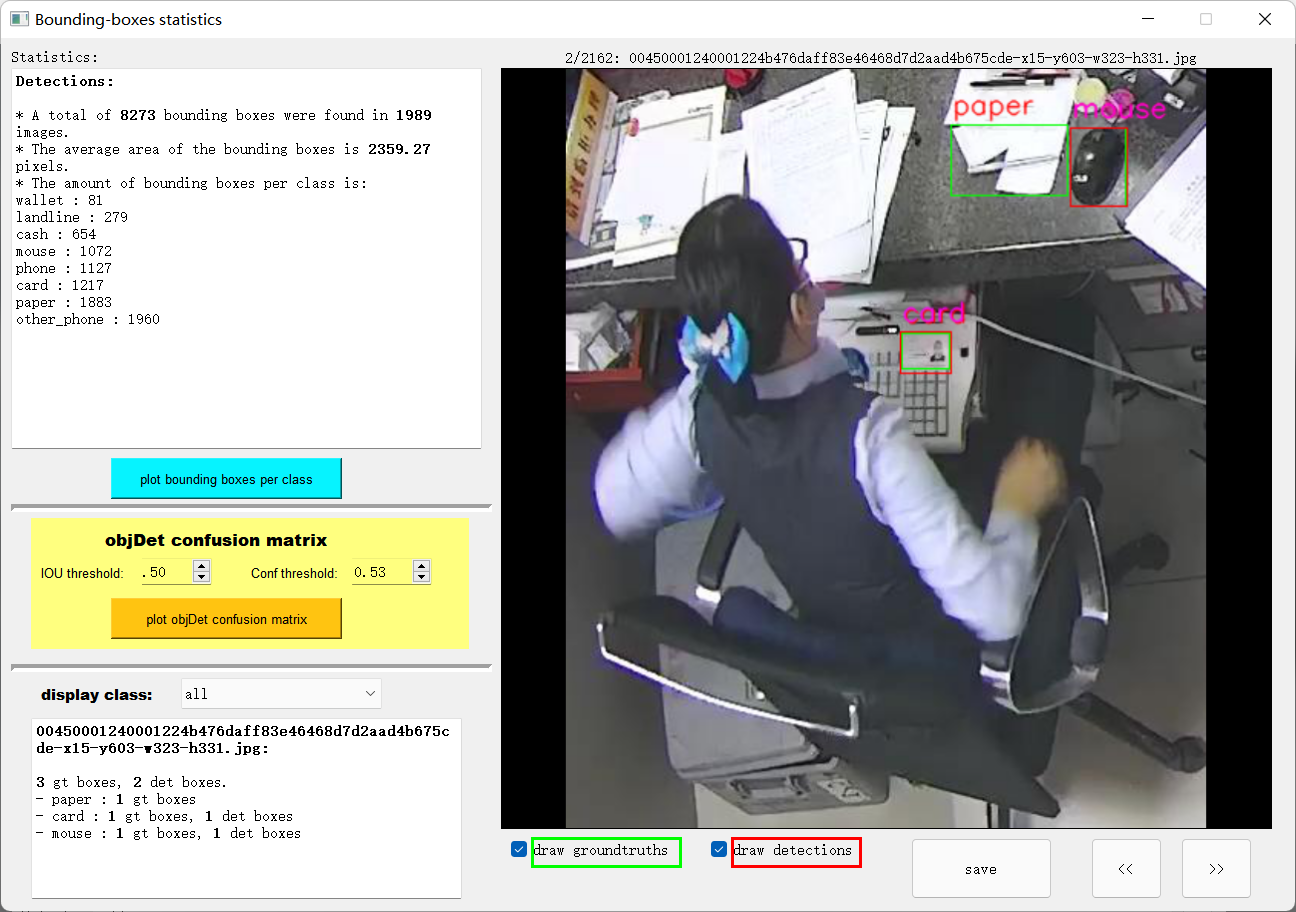 Bounding-boxes statistics
Statistics:
2/2162: 00450001240001224b476daff83e46468d7d2aad4b675cde-x15-y603-w323-h331.jpg
Detections:
* A total of 8273 bounding boxes were found in 1989
images.
* The average area of the bounding boxes is 2359.27
pixels.
* The amount of bounding boxes per class is:
wallet : 81
landline : 279
cash : 654
mouse : 1072
phone : 1127
card : 1217
paper : 1883
other_phone : 1960
paper
mouse
card
plot bounding boxes per class
objDet confusion matrix
IOU threshold: .50 Conf threshold: 0.53
plot objDet confusion matrix
display class: all
00450001240001224b476daff83e46468d7d2aad4b675c
de-x15-y603-w323-h331.jpg:
3 gt boxes, 2 det boxes.
- paper : 1 gt boxes
- card : 1 gt boxes, 1 det boxes
- mouse : 1 gt boxes, 1 det boxes
draw groundtruths
draw detections
save
<<
>>